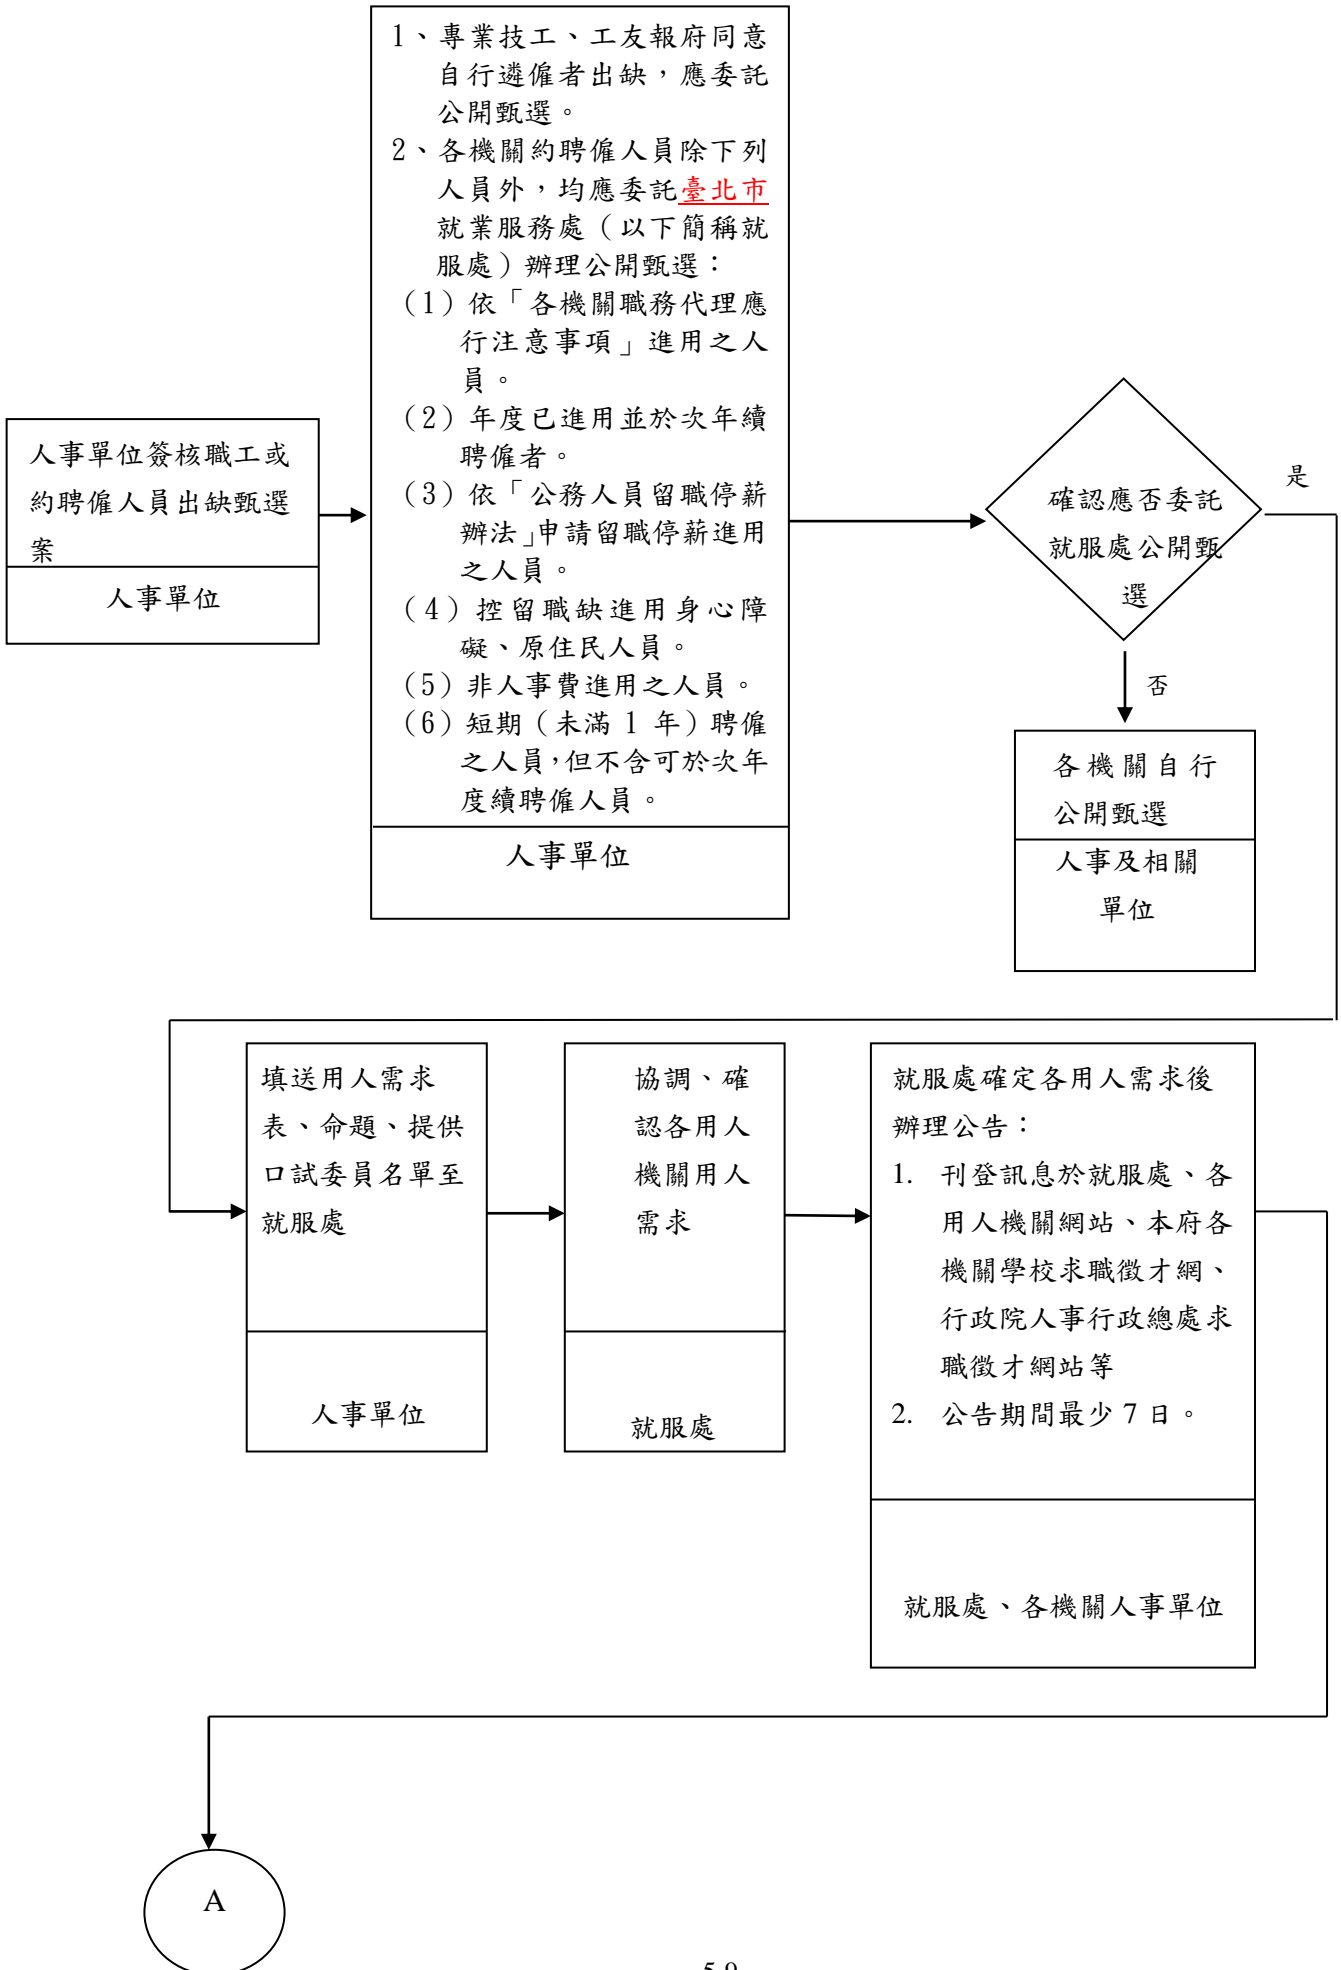 1、專業技工、工友報府同意
自行遴僱者出缺，應委託
公開甄選。
2、各機關約聘僱人員除下列
人員外，均應委託臺北市
就業服務處（以下簡稱就
服處）辦理公開甄選：
（1）依「各機關職務代理應
行注意事項」進用之人
員。
（2）年度已進用並於次年續
聘僱者。
（3）依「公務人員留職停薪
辦法」申請留職停薪進用
之人員。
（4）控留職缺進用身心障
礙、原住民人員。
（5）非人事費進用之人員。
（6）短期（未滿 1 年）聘僱
之人員，但不含可於次年
度續聘僱人員。
人事單位
人事單位簽核職工或
約聘僱人員出缺甄選
案
人事單位
確認應否委託
就服處公開甄
選
是
否
各機關自行
公開甄選
人事及相關
單位
填送用人需求
表、命題、提供
口試委員名單至
就服處
人事單位
協調、確
認各用人
機關用人
需求
就服處
就服處確定各用人需求後
辦理公告：
1. 刊登訊息於就服處、各
用人機關網站、本府各
機關學校求職徵才網、
行政院人事行政總處求
職徵才網站等
2. 公告期間最少 7 日。
就服處、各機關人事單位
A